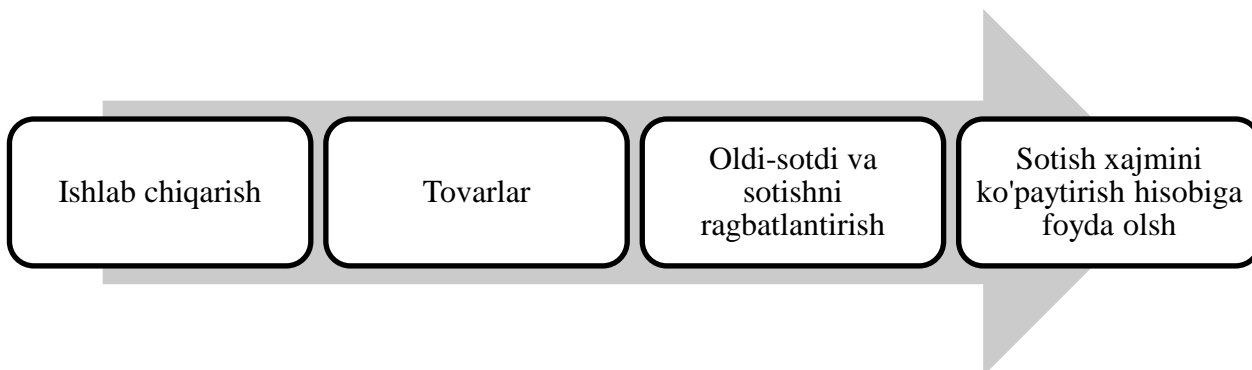 Ishlab chiqarish
Tovarlar
Oldi-sotdi va
sotishni
ragbatlantirish
Sotish xajmini
ko'paytirish hisobiga
foyda olsh